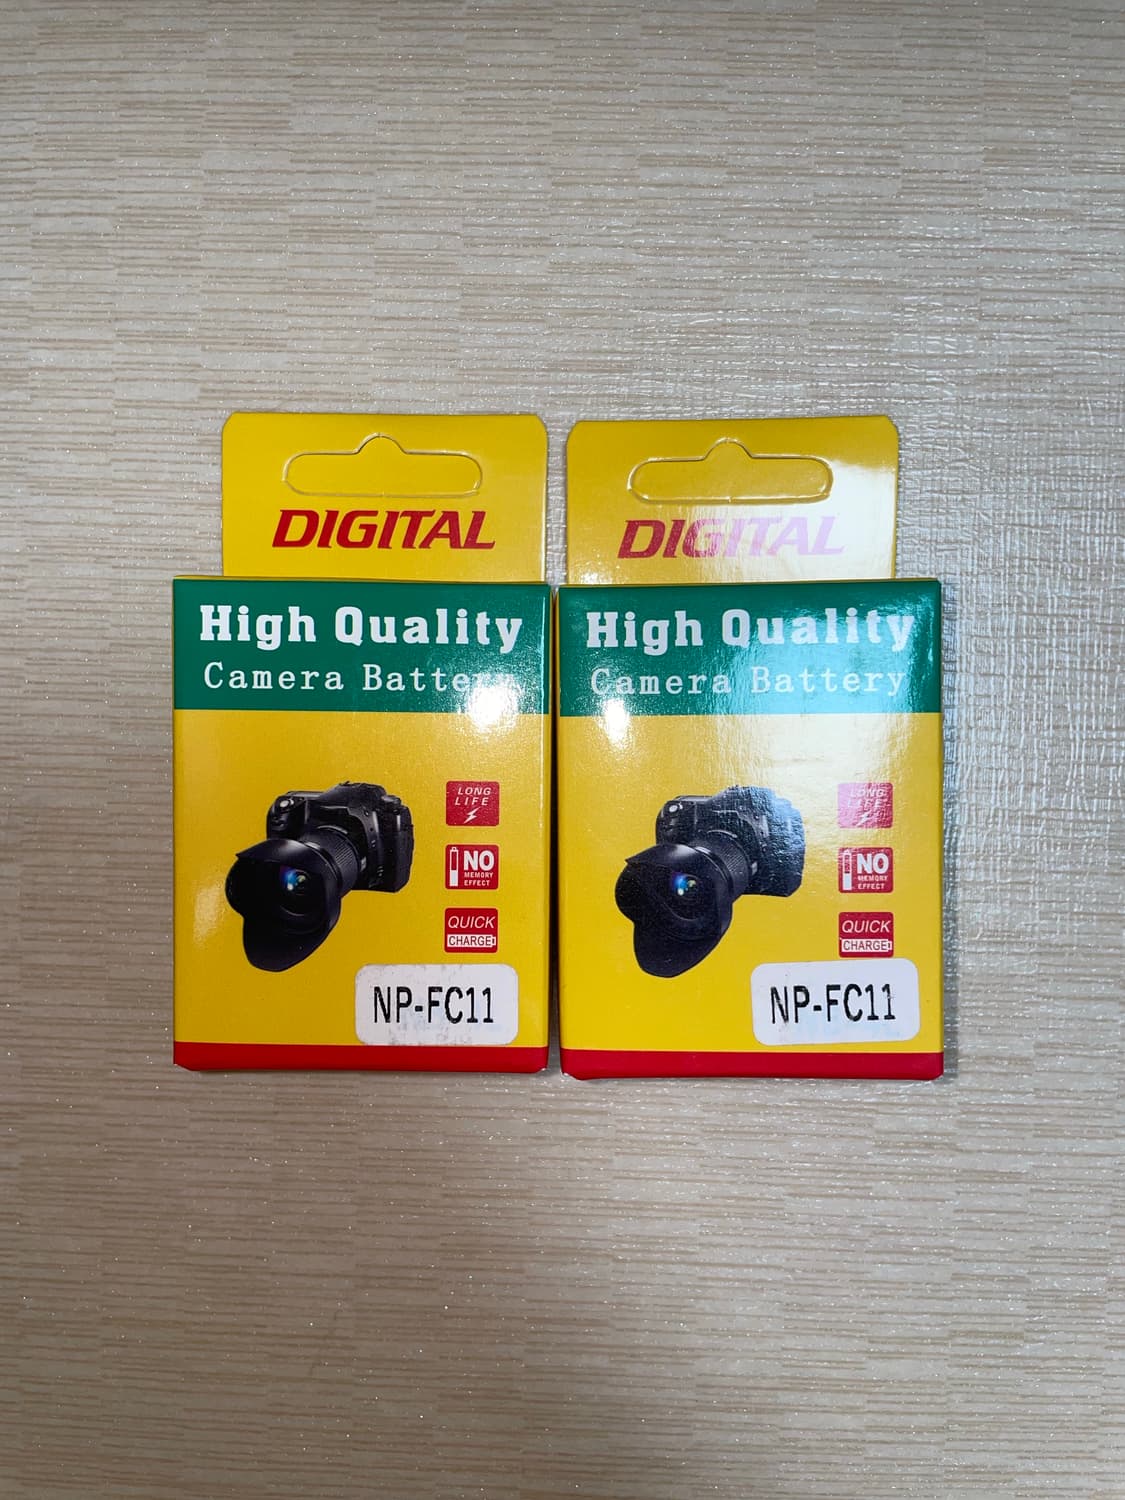 DIGITAL
High Quality
Camera Battery
LONG
LIFE
NO
MEMORY
EFFECT
QUICK
CHARGE
NP-FC11
DIGITAL
High Quality
Camera Battery
LONG
LIFE
NO
MEMORY
EFFECT
QUICK
CHARGE
NP-FC11